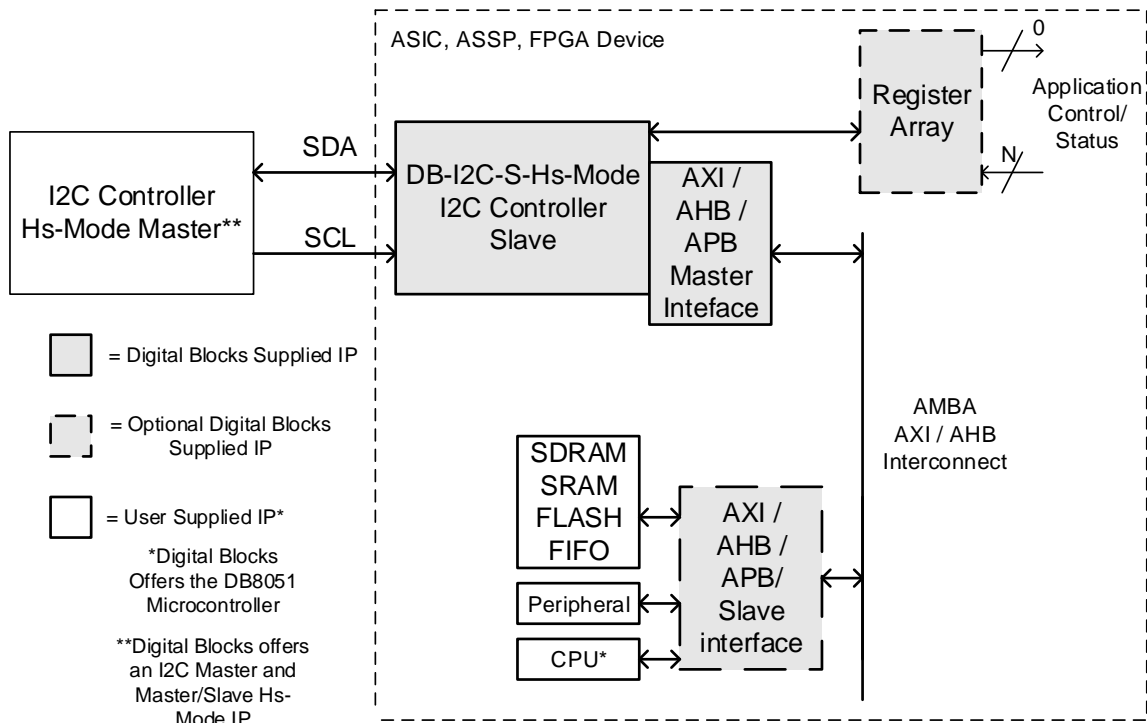 ASIC, ASSP, FPGA Device
I2C Controller
Hs-Mode Master**
SDA
SCL
DB-I2C-S-Hs-Mode
I2C Controller
Slave
AXI /
AHB /
APB
Master
Inteface
Register
Array
0
Application
Control/
Status
N
= Digital Blocks Supplied IP
= Optional Digital Blocks
Supplied IP
= User Supplied IP*
*Digital Blocks
Offers the DB8051
Microcontroller
**Digital Blocks offers
an I2C Master and
Master/Slave Hs-
Mode IP
SDRAM
SRAM
FLASH
FIFO
Peripheral
CPU*
AXI /
AHB /
APB/
Slave
interface
AMBA
AXI / AHB
Interconnect